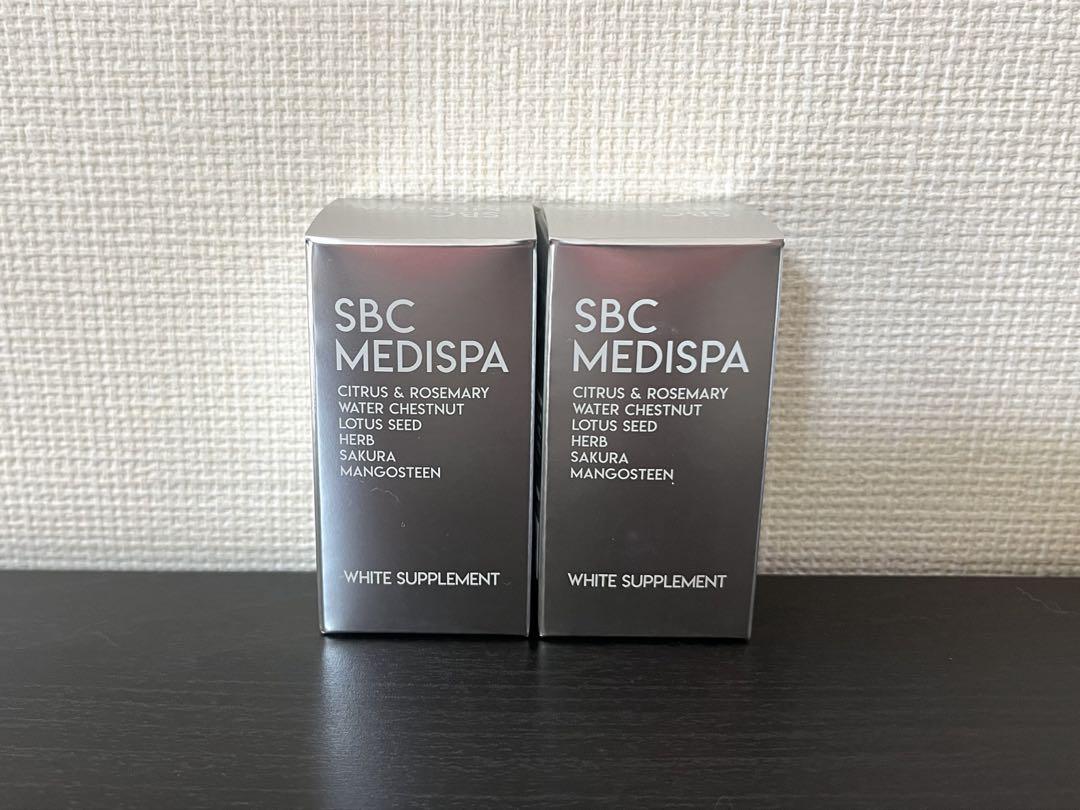 SBC
MEDISPA
CITRUS & ROSEMARY
WATER CHESTNUT
LOTUS SEED
HERB
SAKURA
MANGOSTEEN
WHITE SUPPLEMENT
SBC
MEDISPA
CITRUS & ROSEMARY
WATER CHESTNUT
LOTUS SEED
HERB
SAKURA
MANGOSTEEN
WHITE SUPPLEMENT